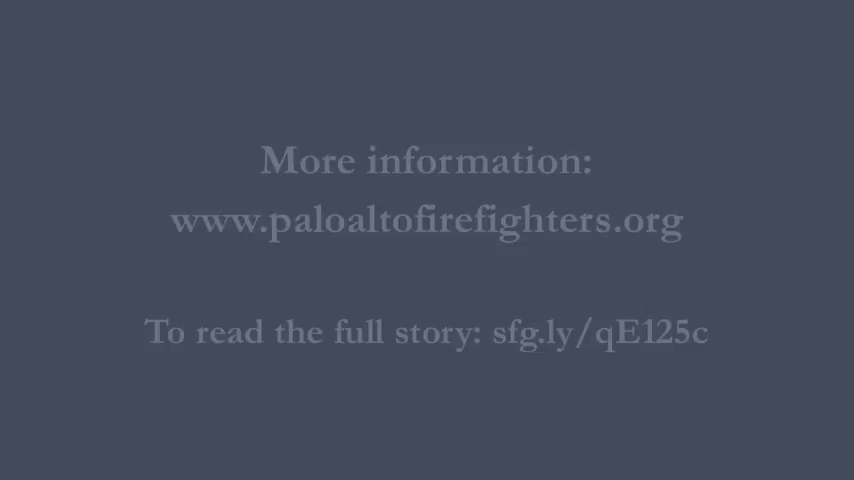 More information:
www.paloaltofirefighters.org
To read the full story: sfg.ly/qE125c